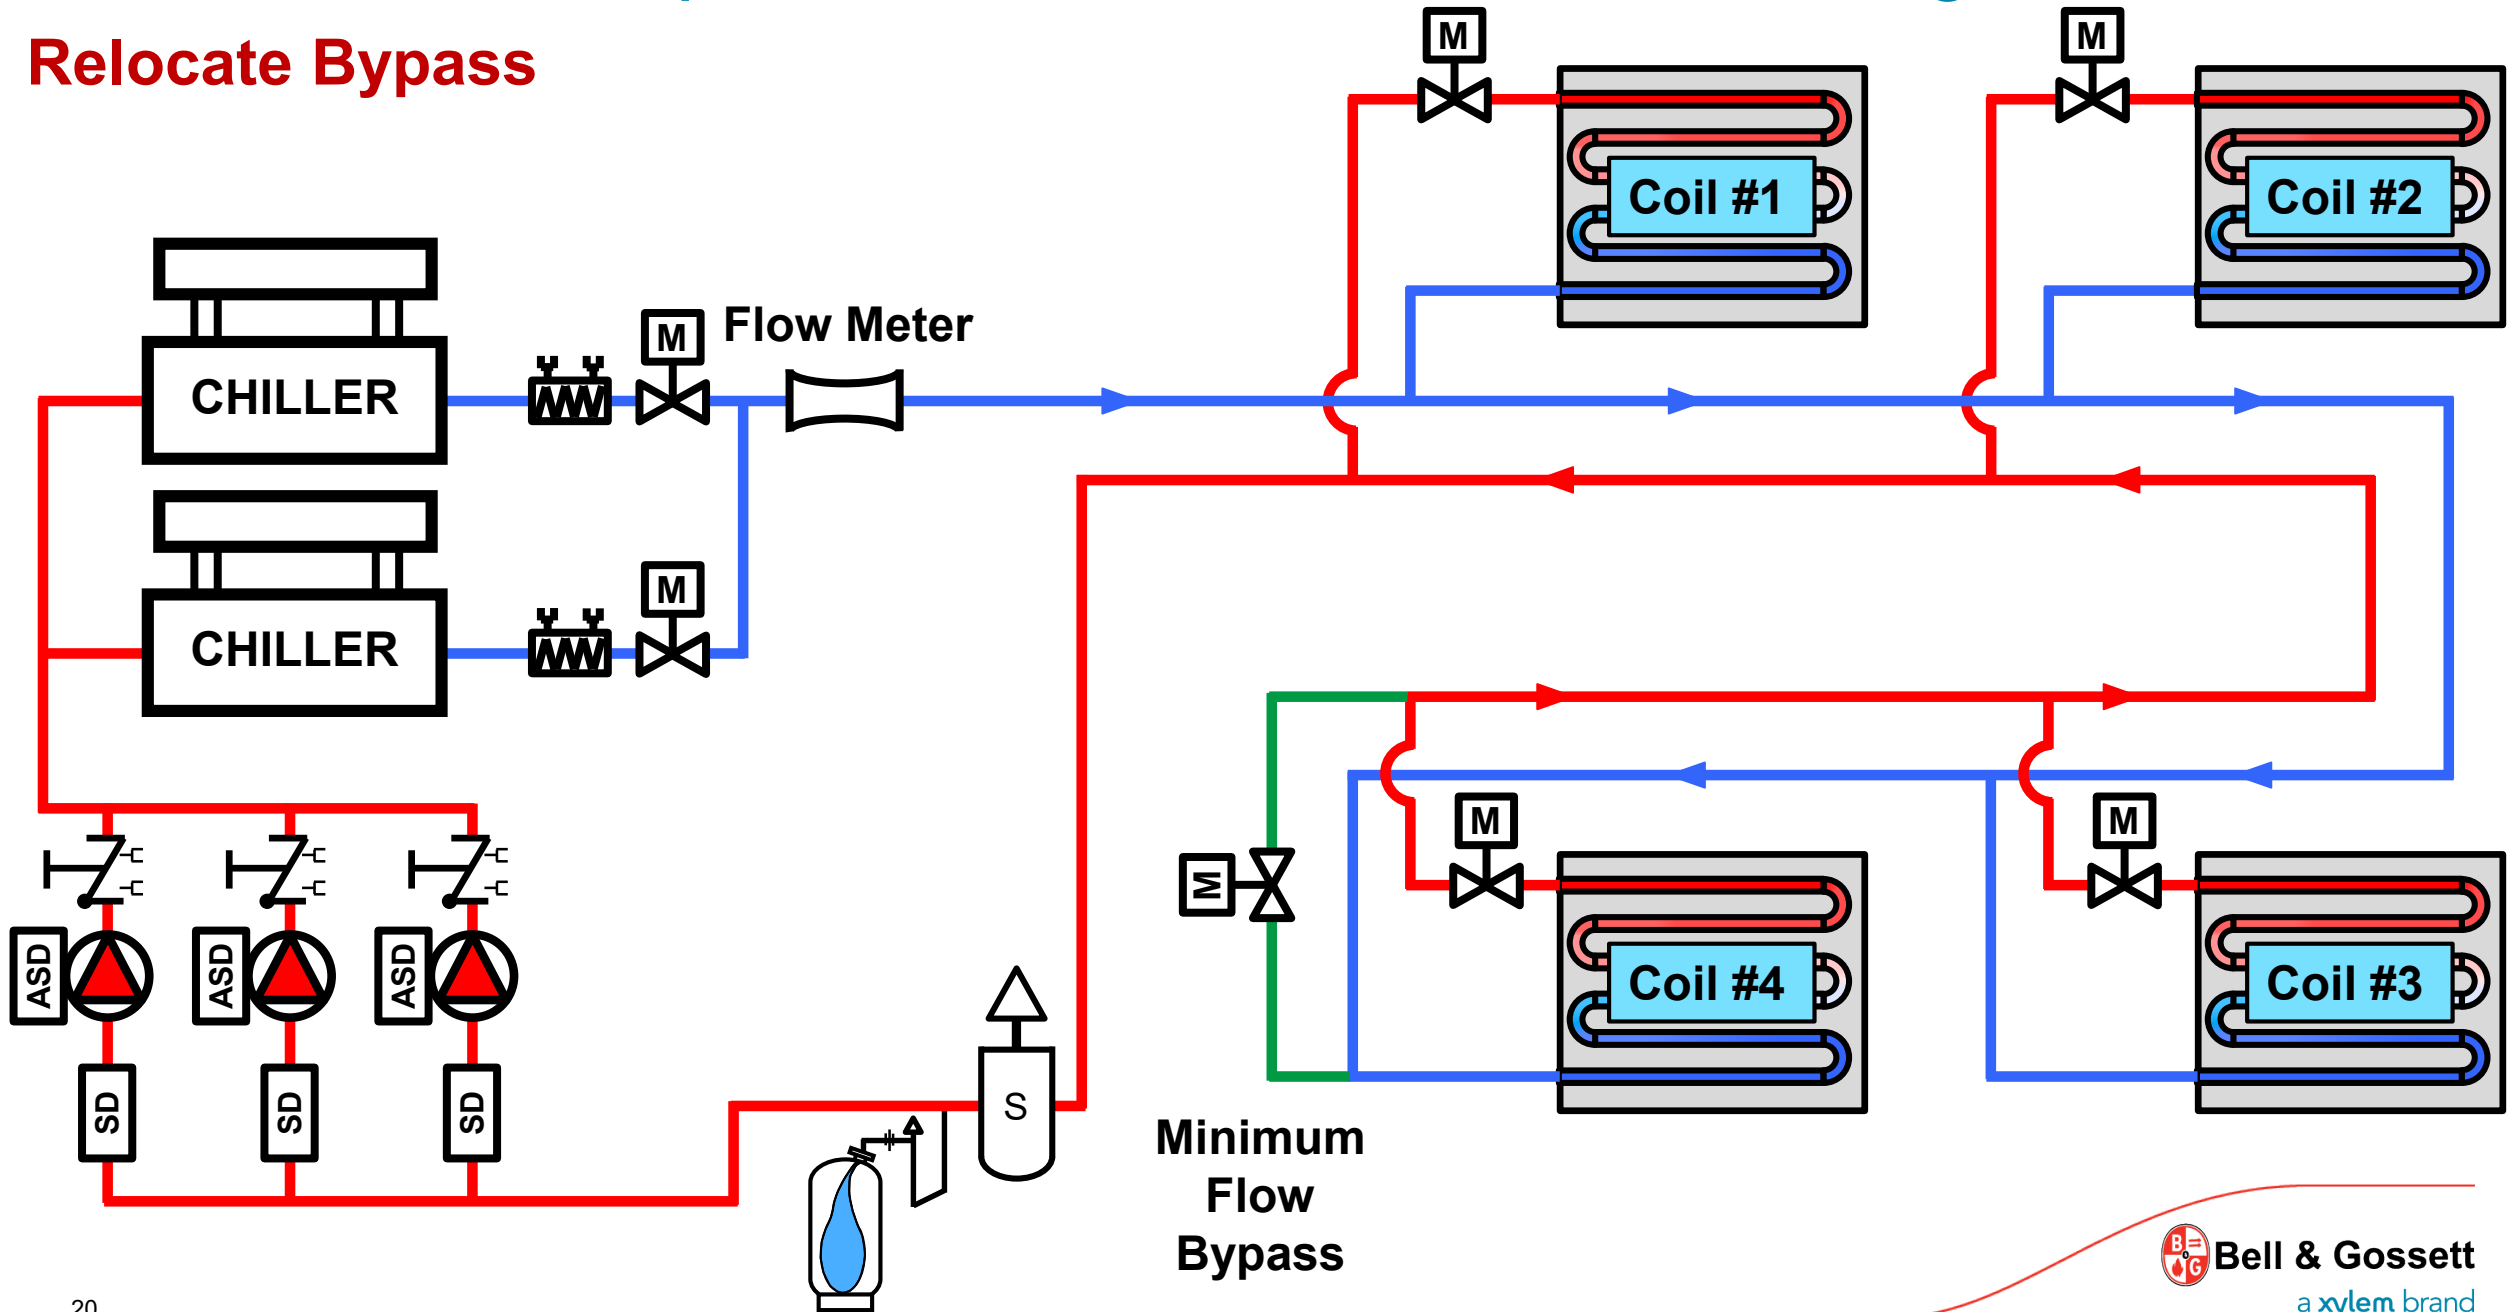 Relocate Bypass
M
M
Coil #1
Coil #2
M
Flow Meter
CHILLER
M
CHILLER
M
M
M
ASD
ASD
ASD
Coil #4
Coil #3
SD
SD
SD
S
Minimum
Flow
Bypass
B G
Bell & Gossett
a xylem brand
20